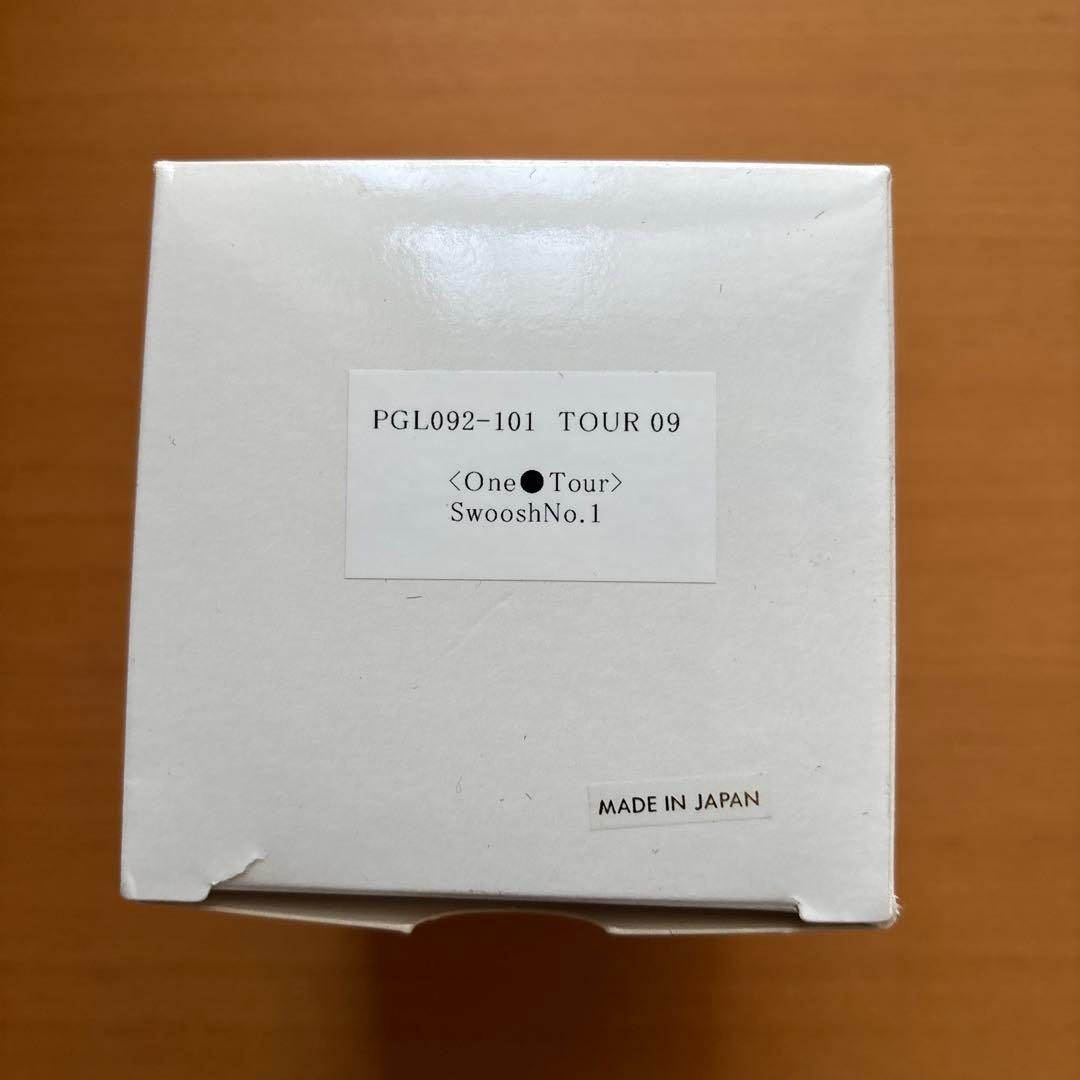 PGL092-101 TOUR 09
<One●Tour>
SwooshNo.1
MADE IN JAPAN